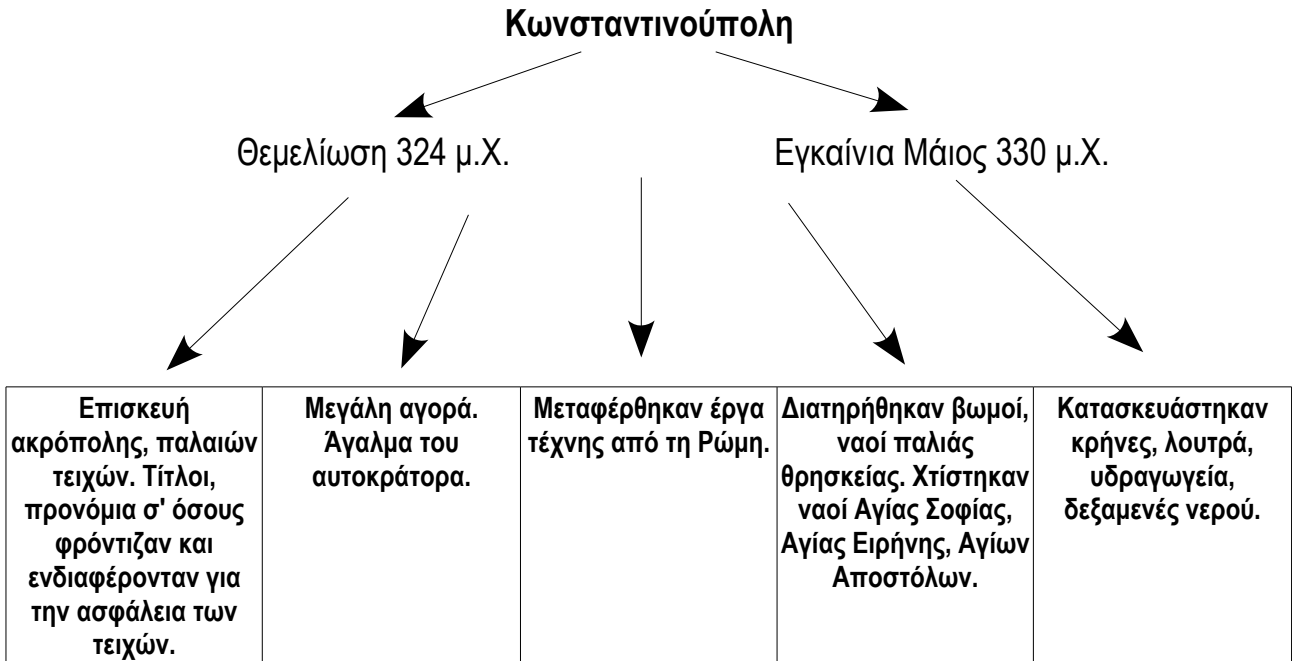 Κωνσταντινούπολη
Θεμελίωση 324 μ.Χ.
Εγκαίνια Μάιος 330 μ.Χ.
Επισκευή
ακρόπολης, παλαιών
τειχών. Τίτλοι,
προνόμια σ' όσους
φρόντιζαν και
ενδιαφέρονταν για
την ασφάλεια των
τειχών.
Μεγάλη αγορά.
Άγαλμα του
αυτοκράτορα.
Μεταφέρθηκαν έργα
τέχνης από τη Ρώμη.
Διατηρήθηκαν βωμοί,
ναοί παλιάς
θρησκείας. Χτίστηκαν
ναοί Αγίας Σοφίας,
Αγίας Ειρήνης, Αγίων
Αποστόλων.
Κατασκευάστηκαν
κρήνες, λουτρά,
υδραγωγεία,
δεξαμενές νερού.